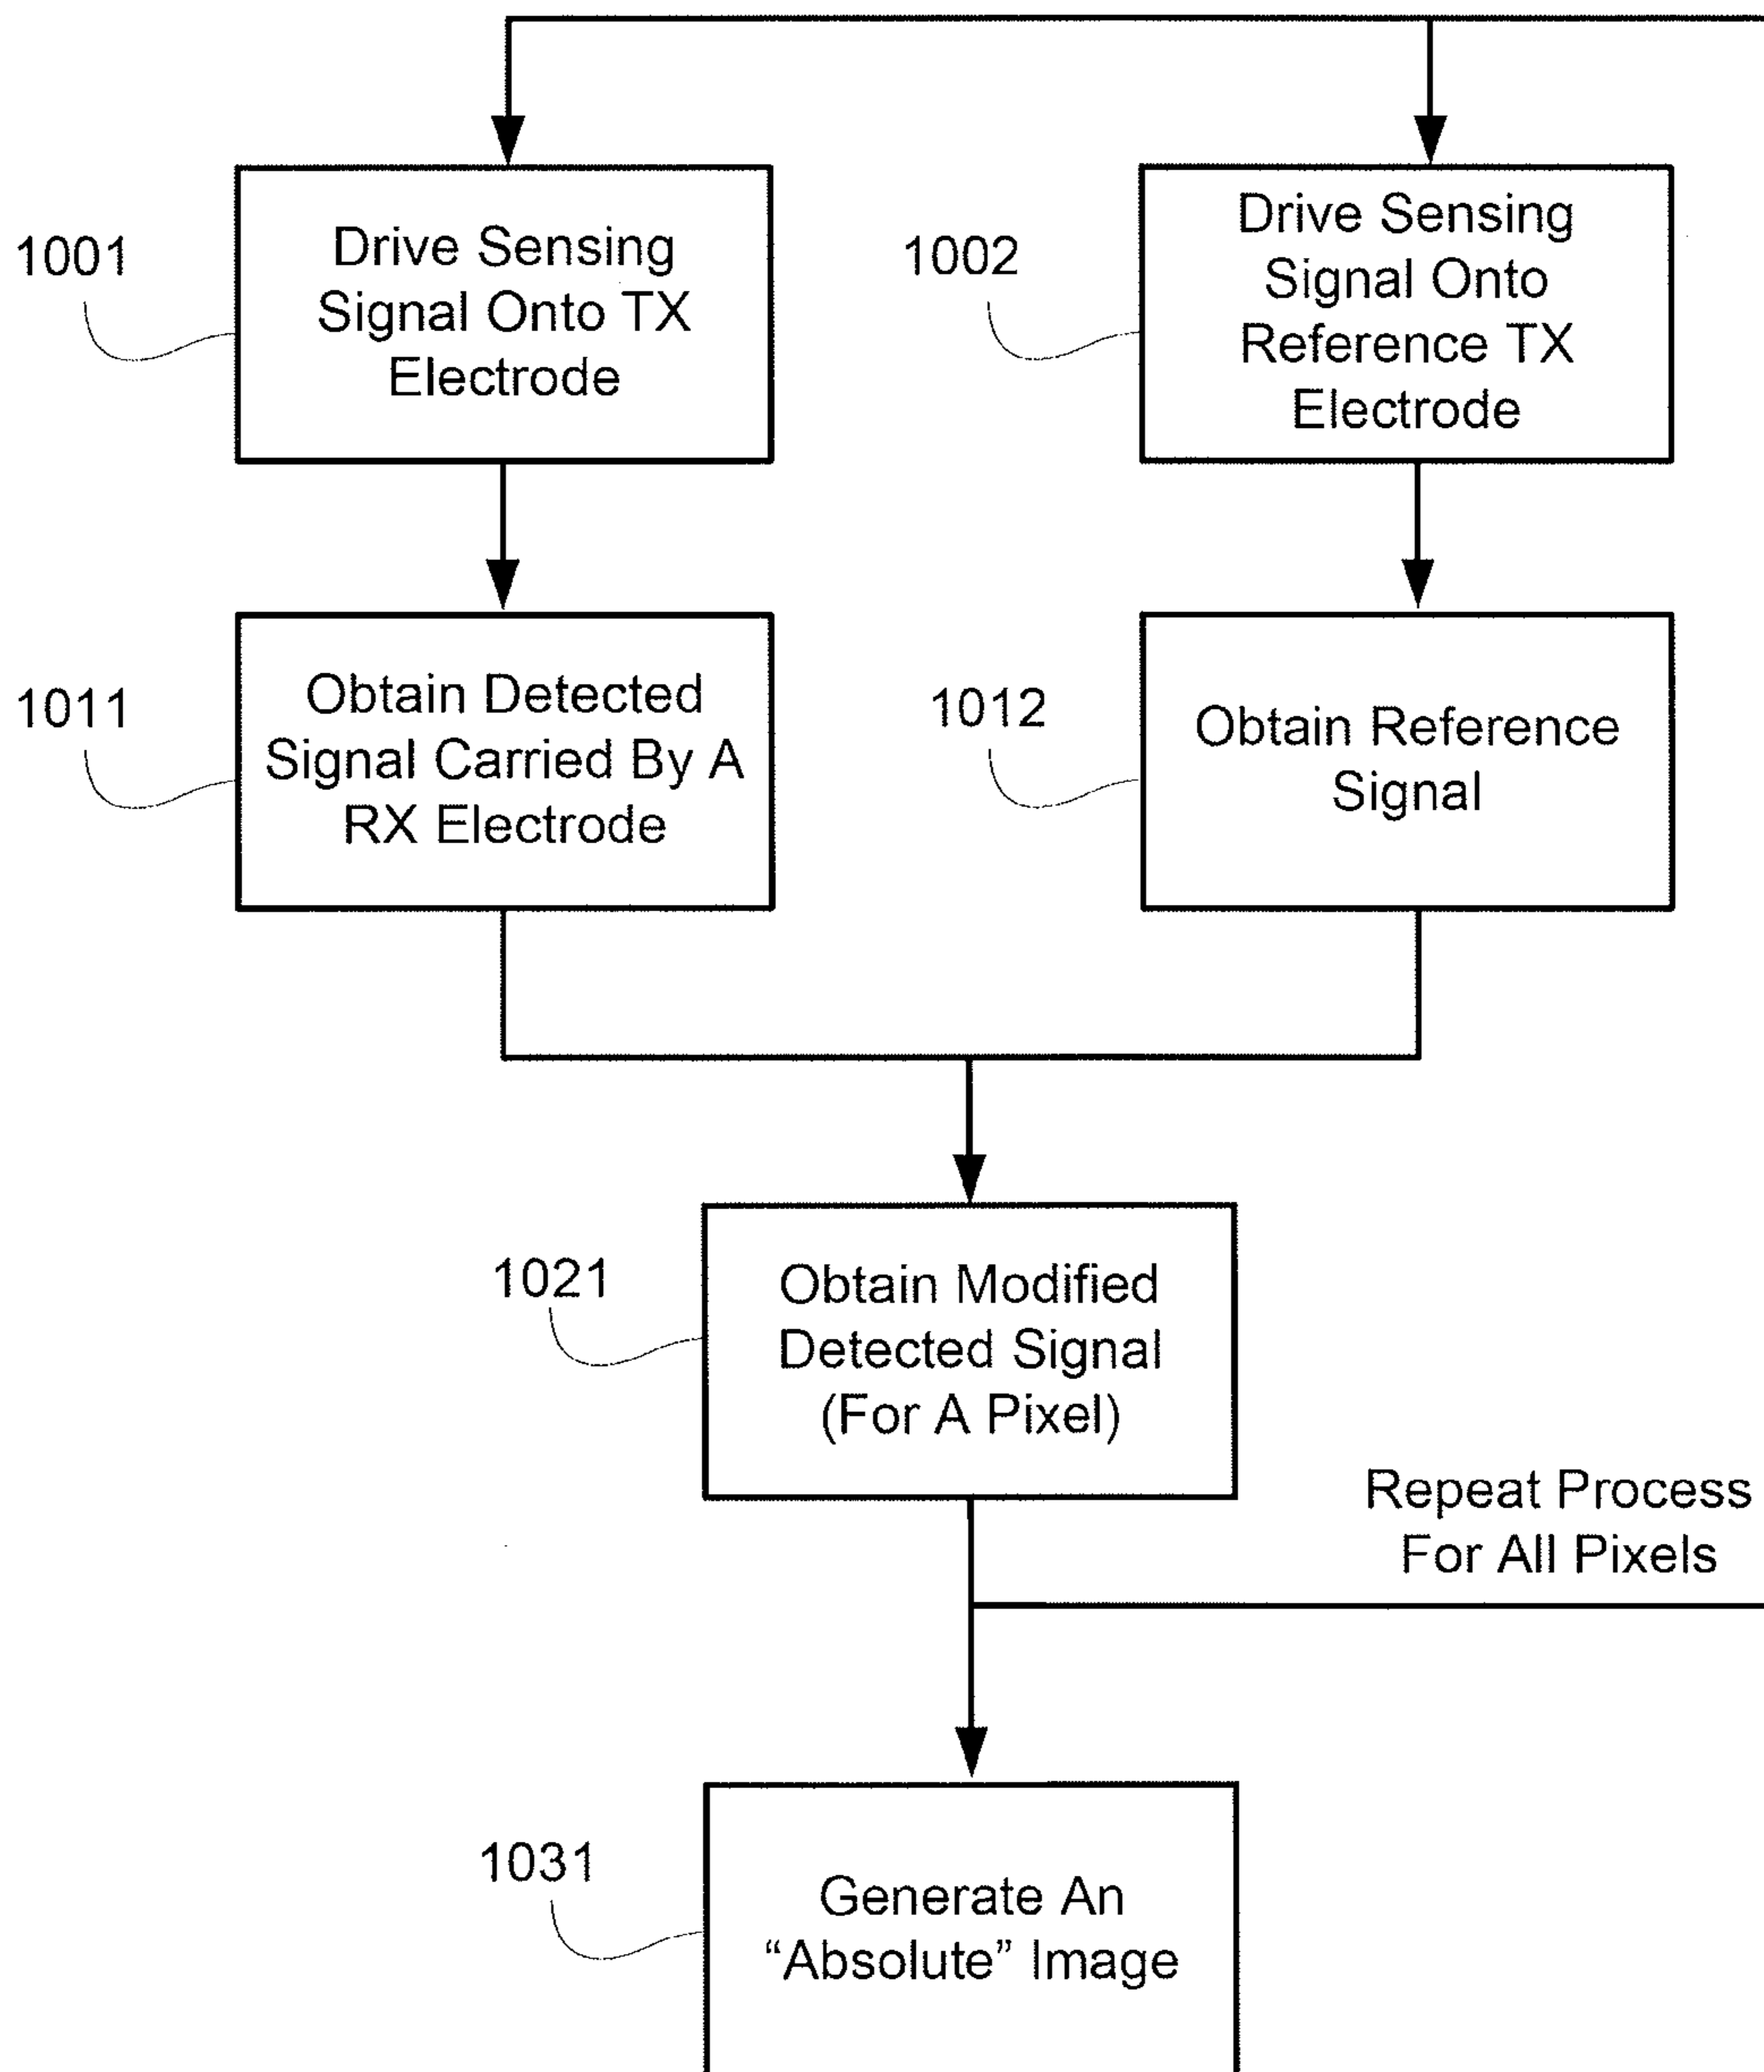 1001
Drive Sensing
Signal Onto TX
Electrode
1002
Drive Sensing
Signal Onto
Reference TX
Electrode
1011
Obtain Detected
Signal Carried By A
RX Electrode
1012
Obtain Reference
Signal
1021
Obtain Modified
Detected Signal
(For A Pixel)
Repeat Process
For All Pixels
1031
Generate An
“Absolute” Image